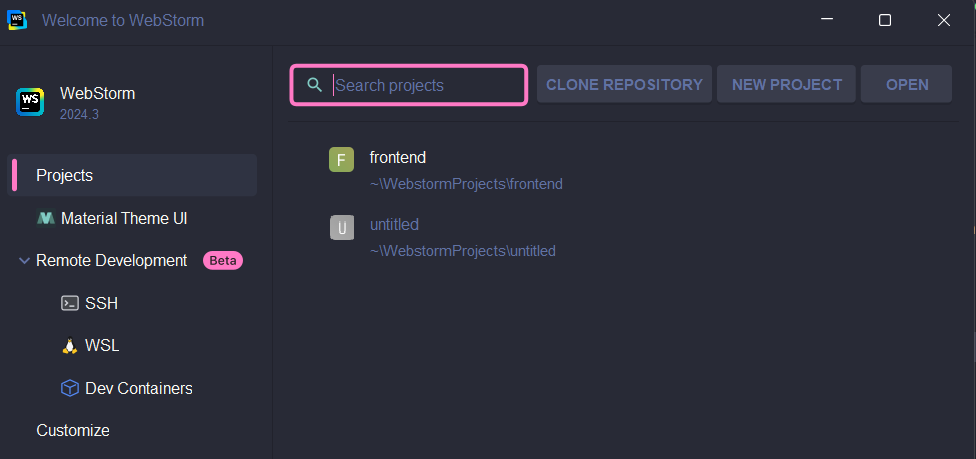 WS Welcome to WebStorm
WS WebStorm
2024.3
Projects
Material Theme UI
Remote Development Beta
SSH
WSL
Dev Containers
Customize
Search projects CLONE REPOSITORY NEW PROJECT OPEN
F frontend
~\WebstormProjects\frontend
U untitled
~\WebstormProjects\untitled